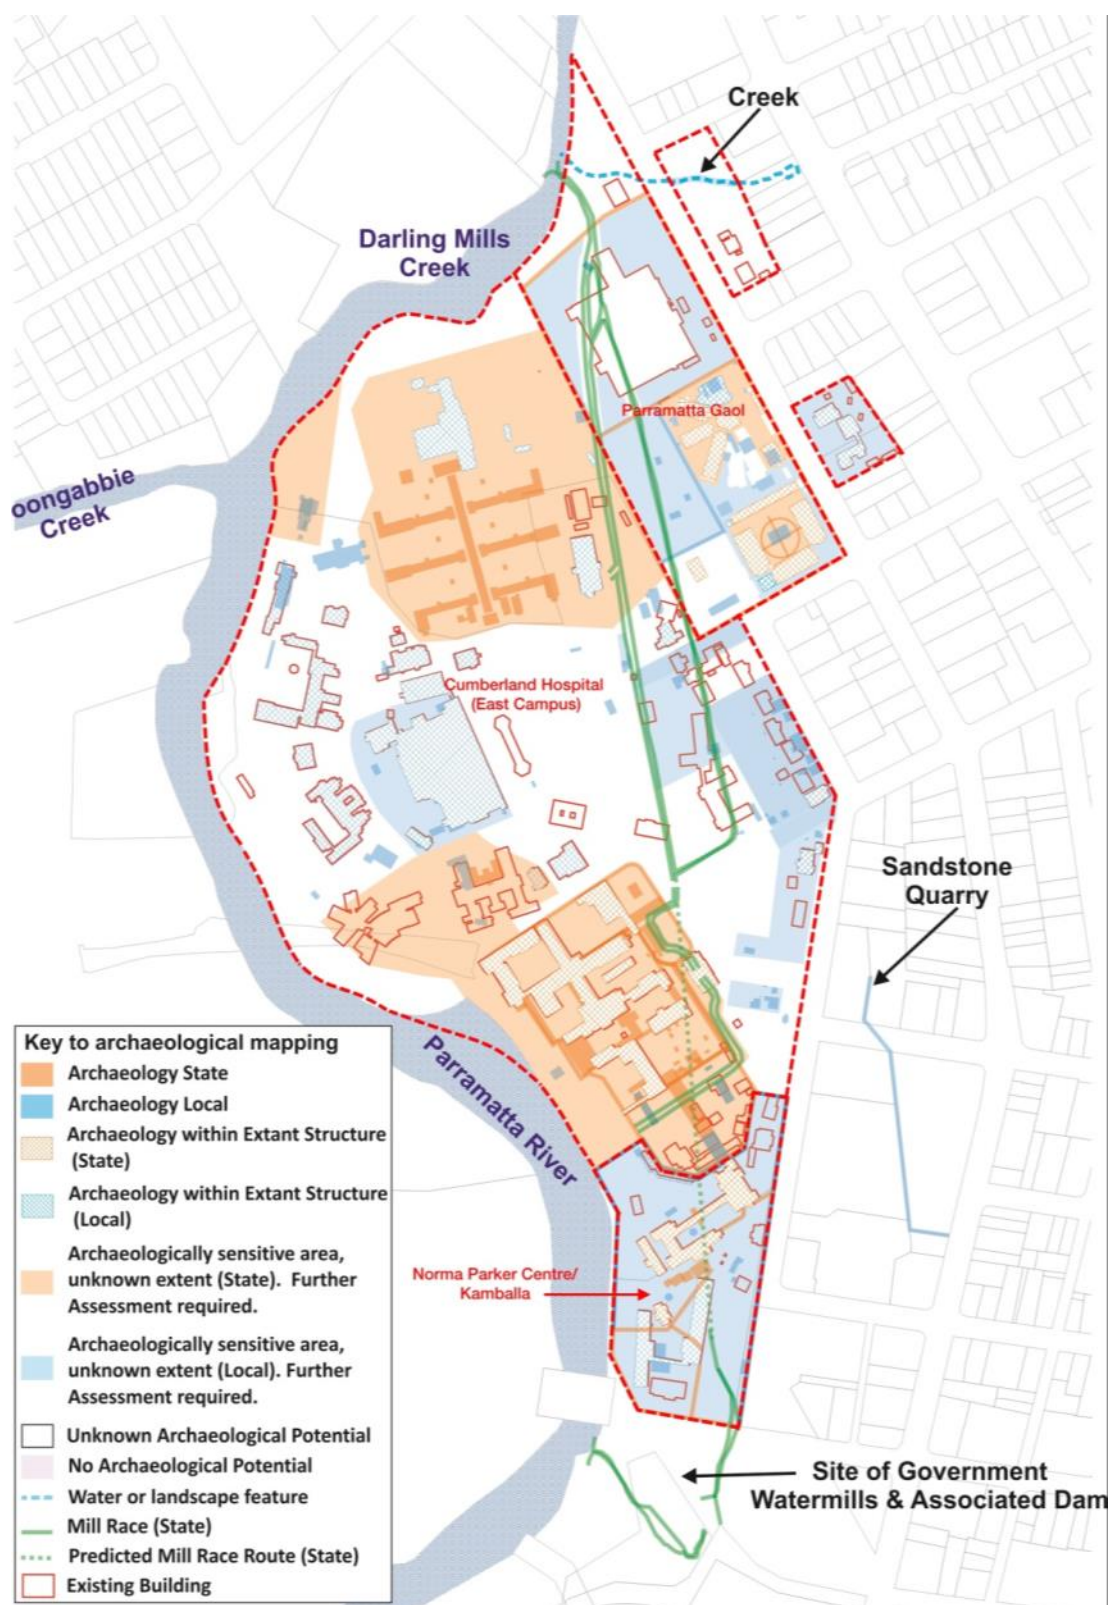 Creek
Darling Mills
Creek
Parramatta Gaol
oongabbie
Creek
Cumberland Hospital
(East Campus)
Sandstone
Quarry
Parramatta River
Norma Parker Centre/
Kamballa
Site of Government
Watermills & Associated Dam
Key to archaeological mapping
Archaeology State
Archaeology Local
Archaeology within Extant Structure
(State)
Archaeology within Extant Structure
(Local)
Archaeologically sensitive area,
unknown extent (State). Further
Assessment required.
Archaeologically sensitive area,
unknown extent (Local). Further
Assessment required.
Unknown Archaeological Potential
No Archaeological Potential
Water or landscape feature
Mill Race (State)
Predicted Mill Race Route (State)
Existing Building